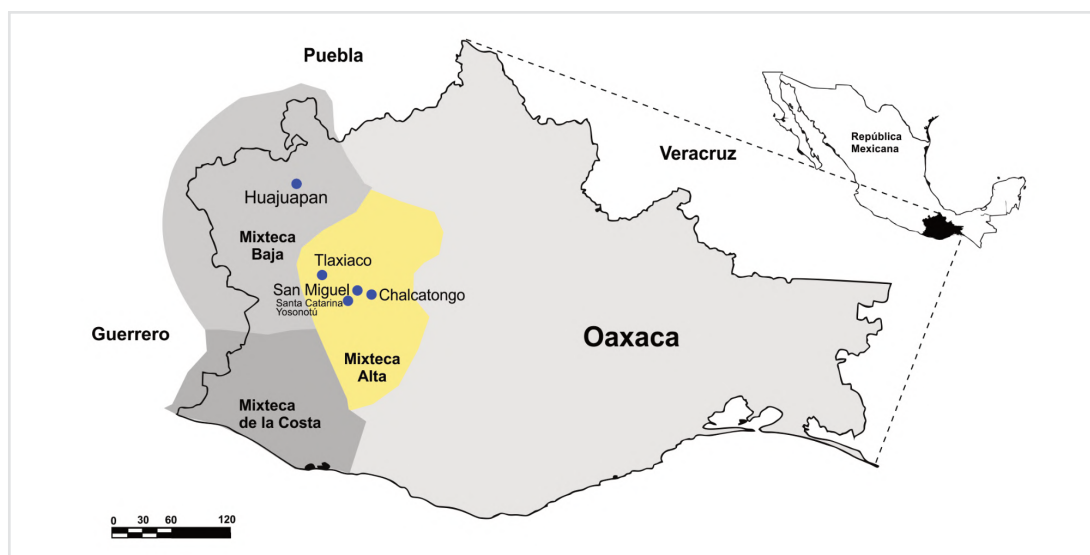 Puebla
República
Mexicana
Veracruz
Huajuapan
Mixteca
Baja
Tlaxiaco
San Miguel
Chalcatongo
Santa Catarina
Yosonotú
Guerrero
Oaxaca
Mixteca
Alta
Mixteca
de la Costa
0 30 60 120